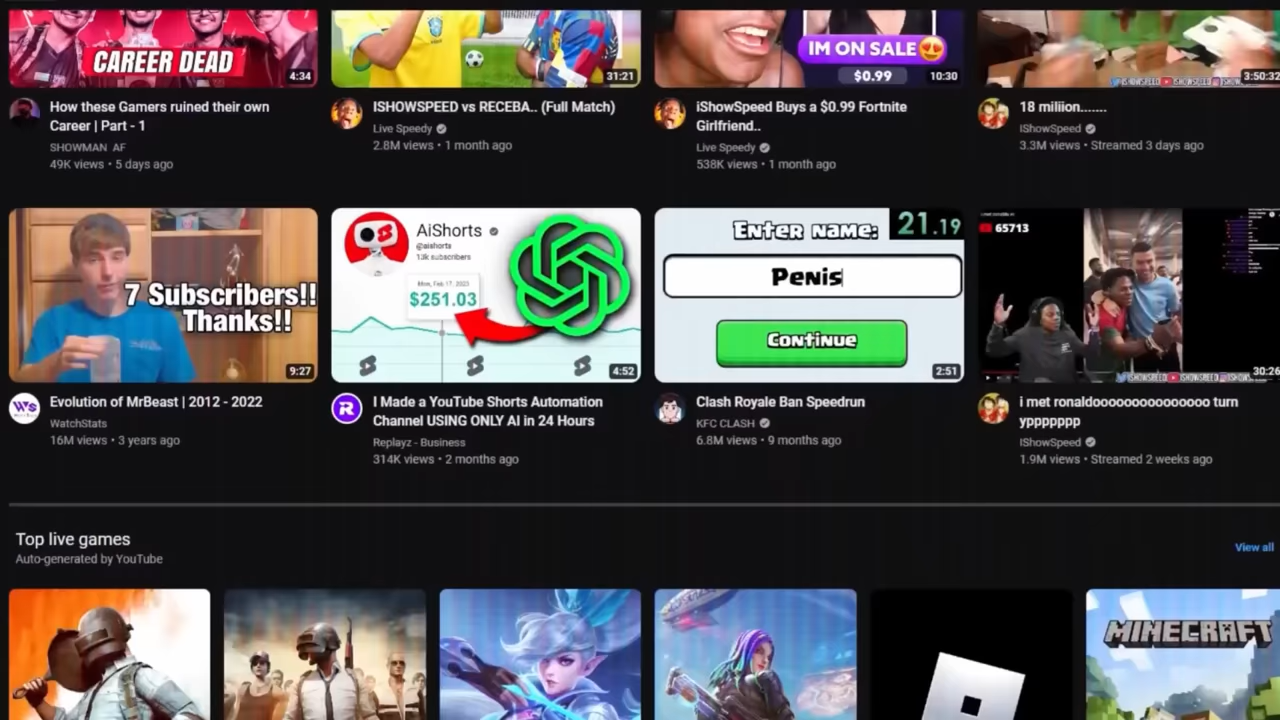 CAREER DEAD
4:34
31:21
IM ON SALE
$0.99
10:30
3:50:32
How these Gamers ruined their own
Career | Part - 1
SHOWMAN AF
49K views • 5 days ago
ISHOWSPEED vs RECEBA.. (Full Match)
Live Speedy
2.8M views • 1 month ago
iShowSpeed Buys a $0.99 Fortnite
Girlfriend..
Live Speedy
538K views • 1 month ago
18 miliion.......
IShowSpeed
3.3M views • Streamed 3 days ago
7 Subscribers!!
Thanks!!
9:27
AiShorts
@aishorts
13k subscribers
Mon, Feb 17, 2023
$251.03
4:52
Enter name:
21.19
Penis
Continue
2:51
65713
30:26
Evolution of MrBeast | 2012 - 2022
WatchStats
16M views • 3 years ago
I Made a YouTube Shorts Automation
Channel USING ONLY AI in 24 Hours
Replayz - Business
314K views • 2 months ago
Clash Royale Ban Speedrun
KFC CLASH
6.8M views • 9 months ago
i met ronaldooooooooooooooo turn
yppppppp
IShowSpeed
1.9M views • Streamed 2 weeks ago
Top live games
Auto-generated by YouTube
View all
MINECRAFT